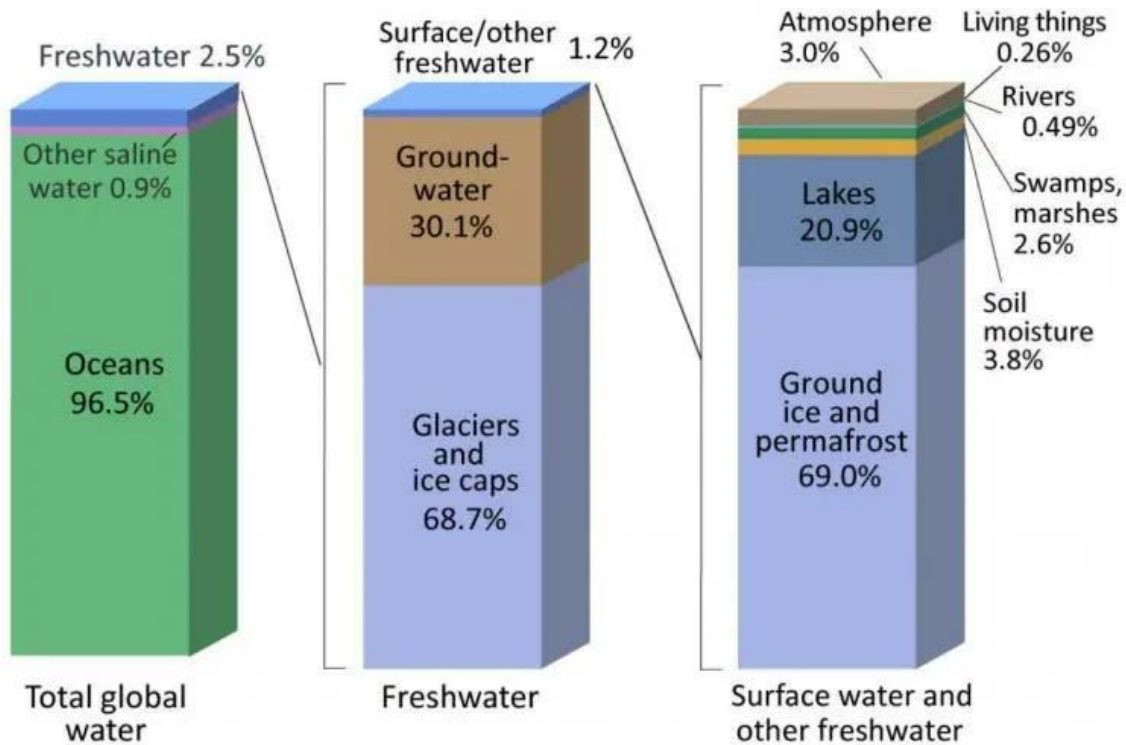 Freshwater 2.5%
Other saline
water 0.9%
Oceans
96.5%
Total global
water
Surface/other
freshwater
1.2%
Ground-
water
30.1%
Glaciers
and
ice caps
68.7%
Freshwater
Atmosphere
3.0%
Living things
0.26%
Rivers
0.49%
Swamps,
marshes
2.6%
Soil
moisture
3.8%
Lakes
20.9%
Ground
ice and
permafrost
69.0%
Surface water and
other freshwater